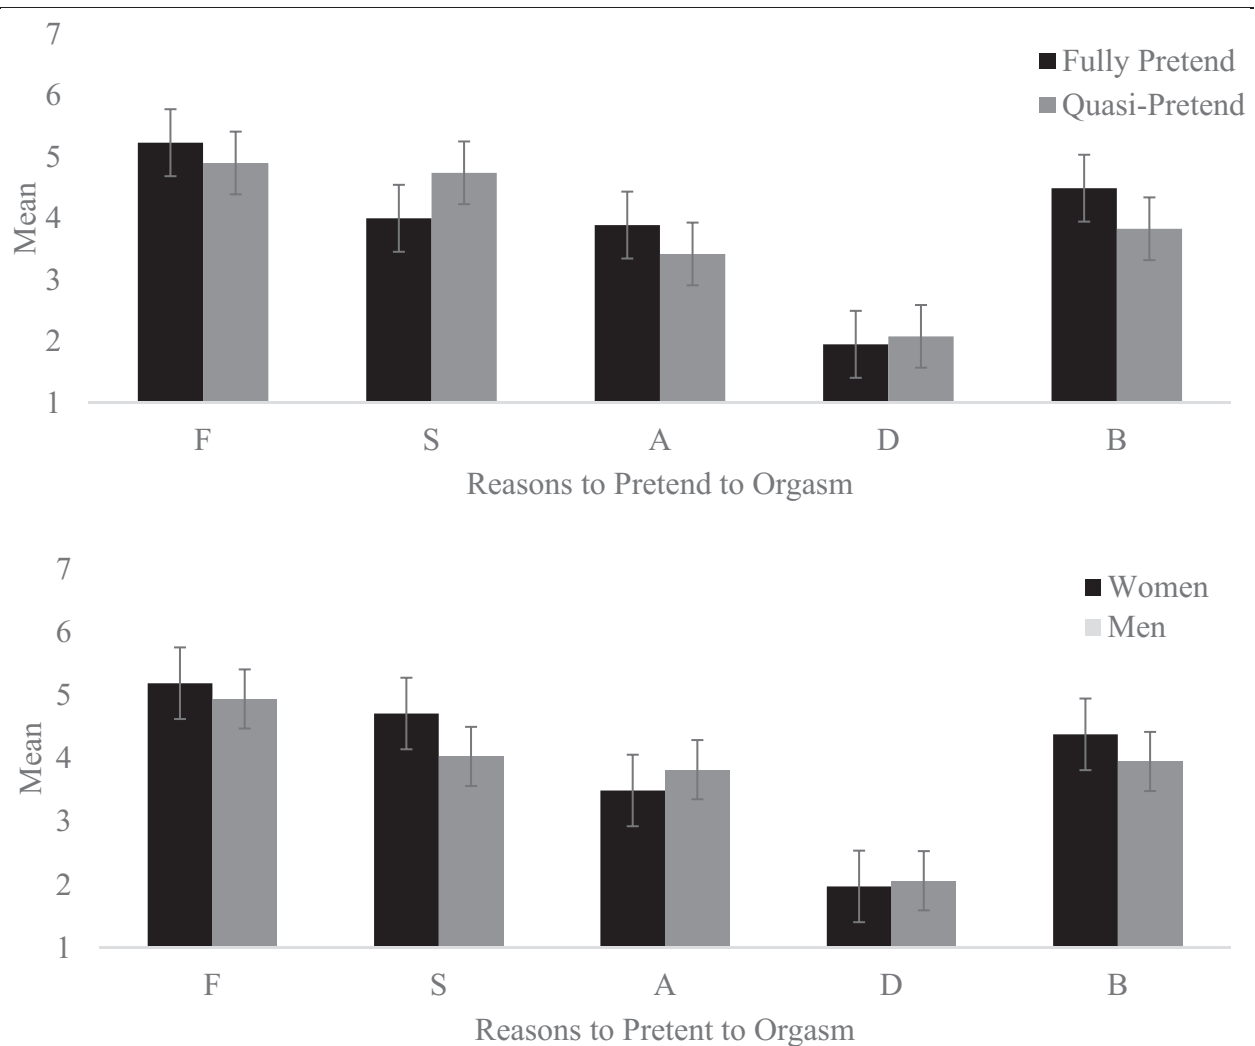 7
Fully Pretend
6
Quasi-Pretend
5
4
3
2
1
Mean
F S A D B
Reasons to Pretend to Orgasm
7
Women
6
Men
5
4
3
2
1
Mean
F S A D B
Reasons to Pretent to Orgasm